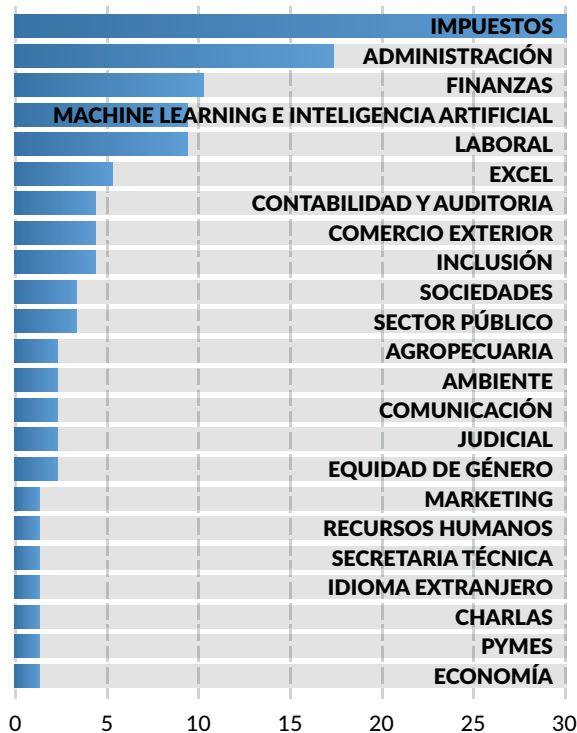 IMPUESTOS
ADMINISTRACIÓN
FINANZAS
MACHINE LEARNING E INTELIGENCIA ARTIFICIAL
LABORAL
EXCEL
CONTABILIDAD Y AUDITORIA
COMERCIO EXTERIOR
INCLUSIÓN
SOCIEDADES
SECTOR PÚBLICO
AGROPECUARIA
AMBIENTE
COMUNICACIÓN
JUDICIAL
EQUIDAD DE GÉNERO
MARKETING
RECURSOS HUMANOS
SECRETARIA TÉCNICA
IDIOMA EXTRANJERO
CHARLAS
PYMES
ECONOMÍA
0 5 10 15 20 25 30